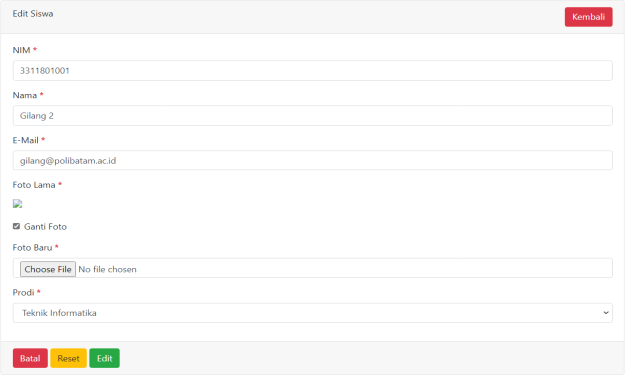 Edit Siswa
Kembali
NIM *
3311801001
Nama *
Gilang 2
E-Mail *
gilang@polibatam.ac.id
Foto Lama *
Ganti Foto
Foto Baru *
Choose File No file chosen
Prodi *
Teknik Informatika
Batal Reset Edit